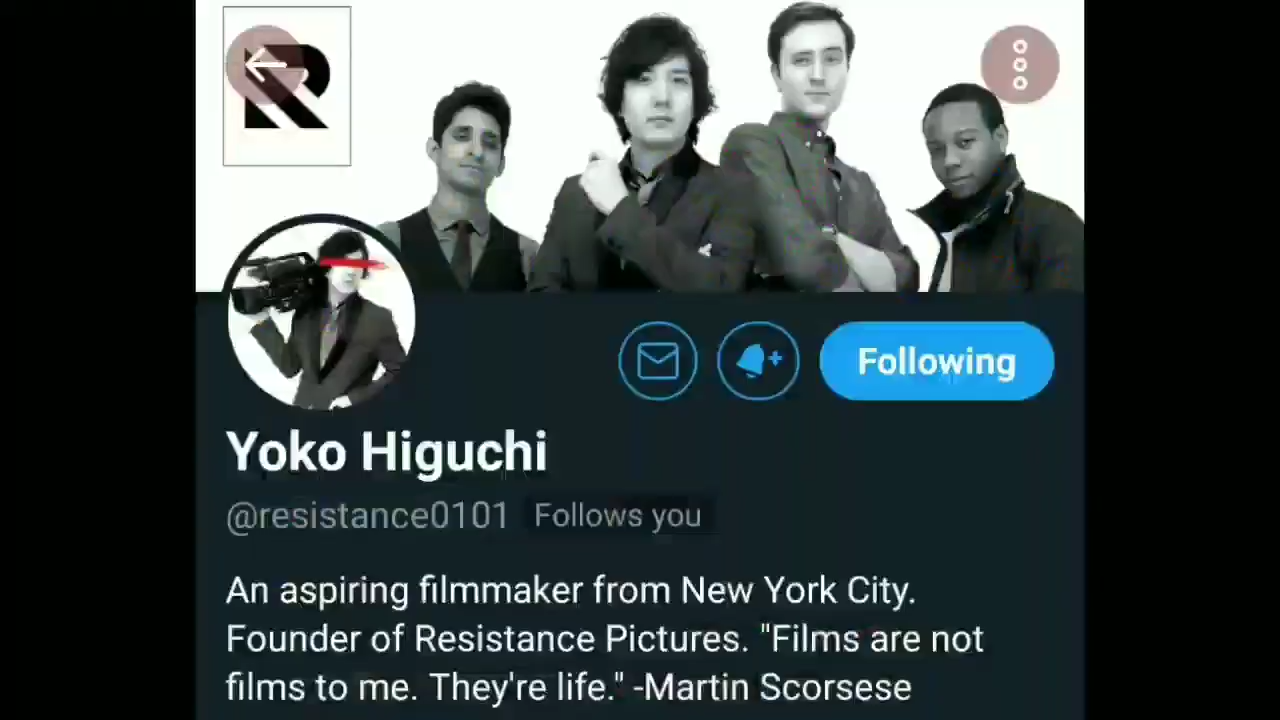 R
Following
Yoko Higuchi
@resistance0101 Follows you
An aspiring filmmaker from New York City.
Founder of Resistance Pictures. "Films are not
films to me. They're life." -Martin Scorsese